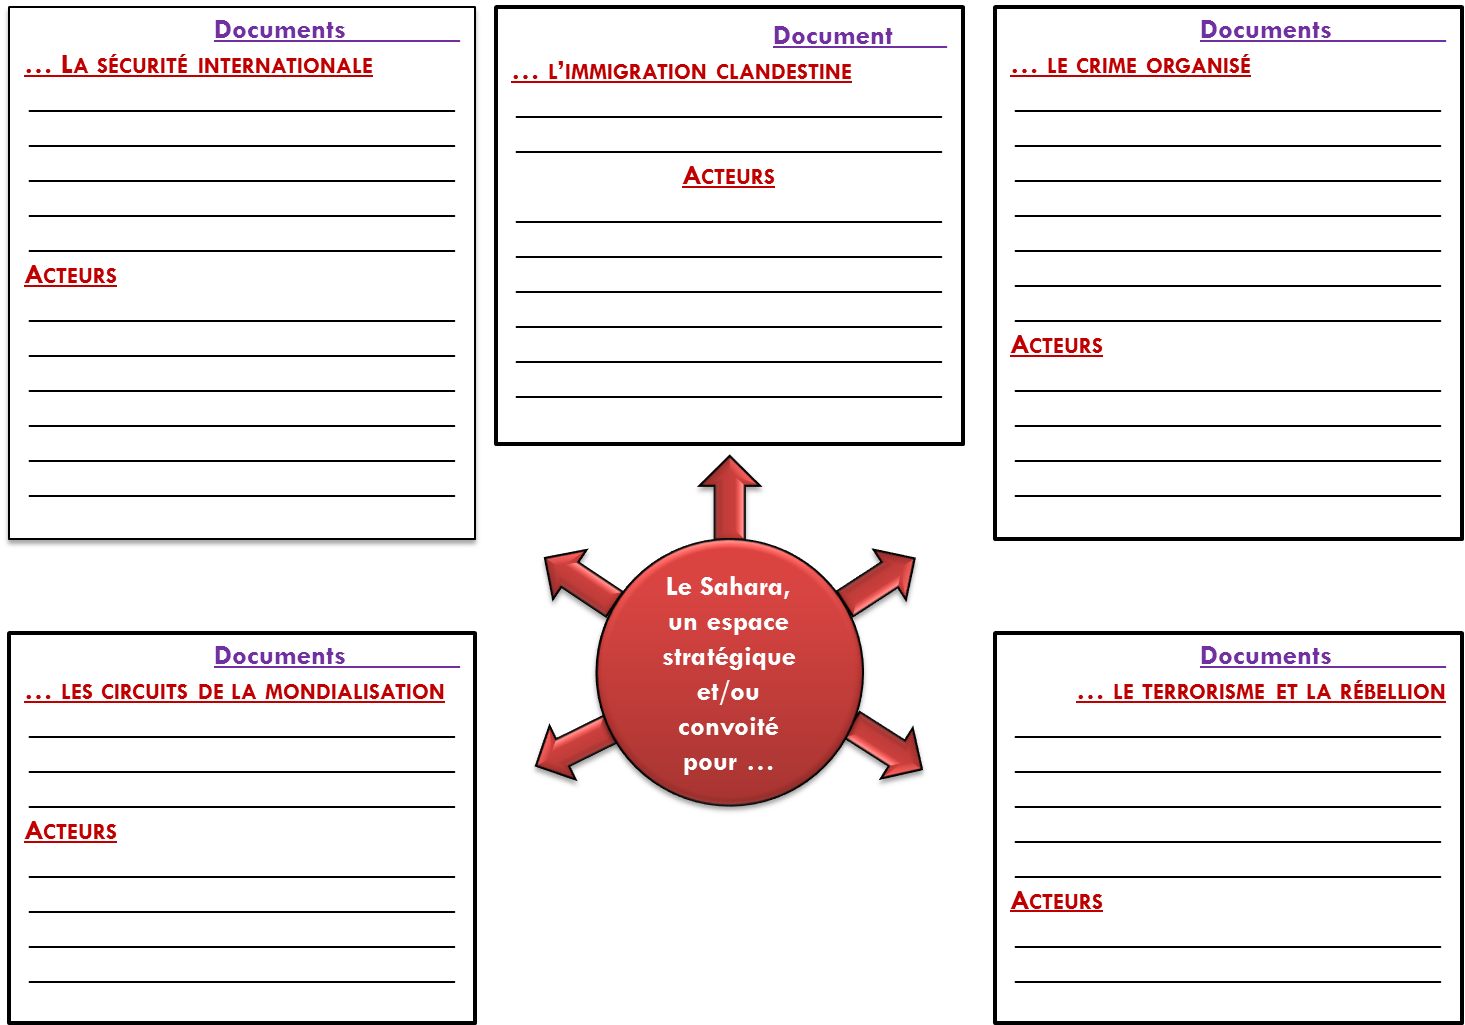 Documents
… La sécurité internationale
Acteurs
Document
… l’immigration clandestine
Acteurs
Documents
… le crime organisé
Acteurs
Le Sahara,
un espace
stratégique
et/ou
convoité
pour …
Documents
… les circuits de la mondialisation
Acteurs
Documents
… le terrorisme et la rébellion
Acteurs